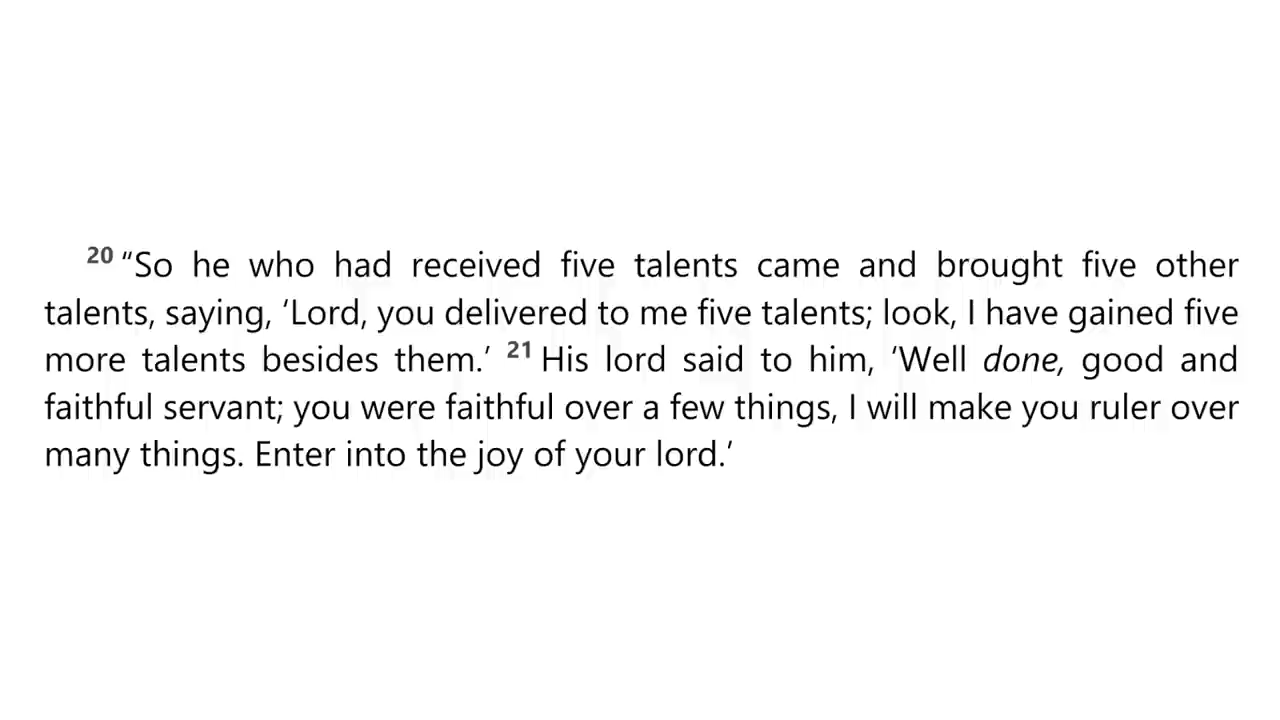 20 “So he who had received five talents came and brought five other
talents, saying, ‘Lord, you delivered to me five talents; look, I have gained five
more talents besides them.’ 21 His lord said to him, ‘Well done, good and
faithful servant; you were faithful over a few things, I will make you ruler over
many things. Enter into the joy of your lord.’